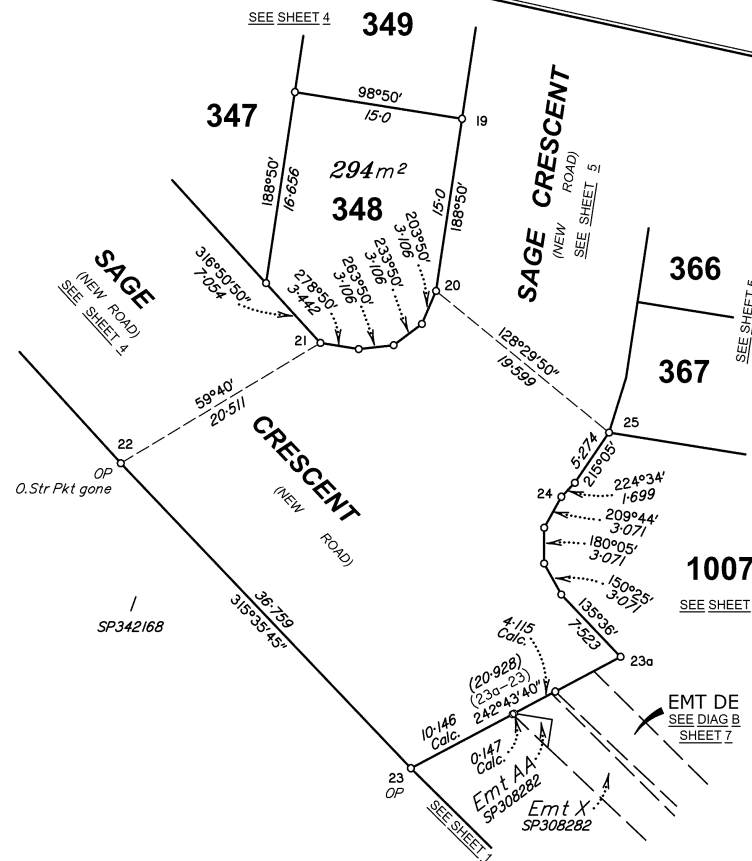 SEE SHEET 4
349
347
98°50'
15·0
19
188°50'
16·656
294m²
348
15·0
188°50'
SAGE CRESCENT
(NEW ROAD)
SEE SHEET 5
366
SEE SHEET 5
367
SAGE
(NEW ROAD)
SEE SHEET 4
316°50'50"
7·054
278°50'
3·442
263°50'
3·106
233°50'
3·106
203°50'
3·106
20
21
128°29'50"
19·599
25
59°40'
20·511
22
OP
O.Str Pkt gone
CRESCENT
(NEW ROAD)
5·274
215°05'
24
224°34'
1·699
209°44'
3·071
180°05'
3·071
150°25'
3·071
1007
SEE SHEET
135°36'
7·523
23a
SP342168
36·759
315°35'45"
4·115
Calc.
(20·928)
(23a-23)
242°43'40"
10·146
Calc.
0·147
Calc.
23
OP
SEE SHEET 1
Emt AA
SP308282
Emt X
SP308282
EMT DE
SEE DIAG B
SHEET 7